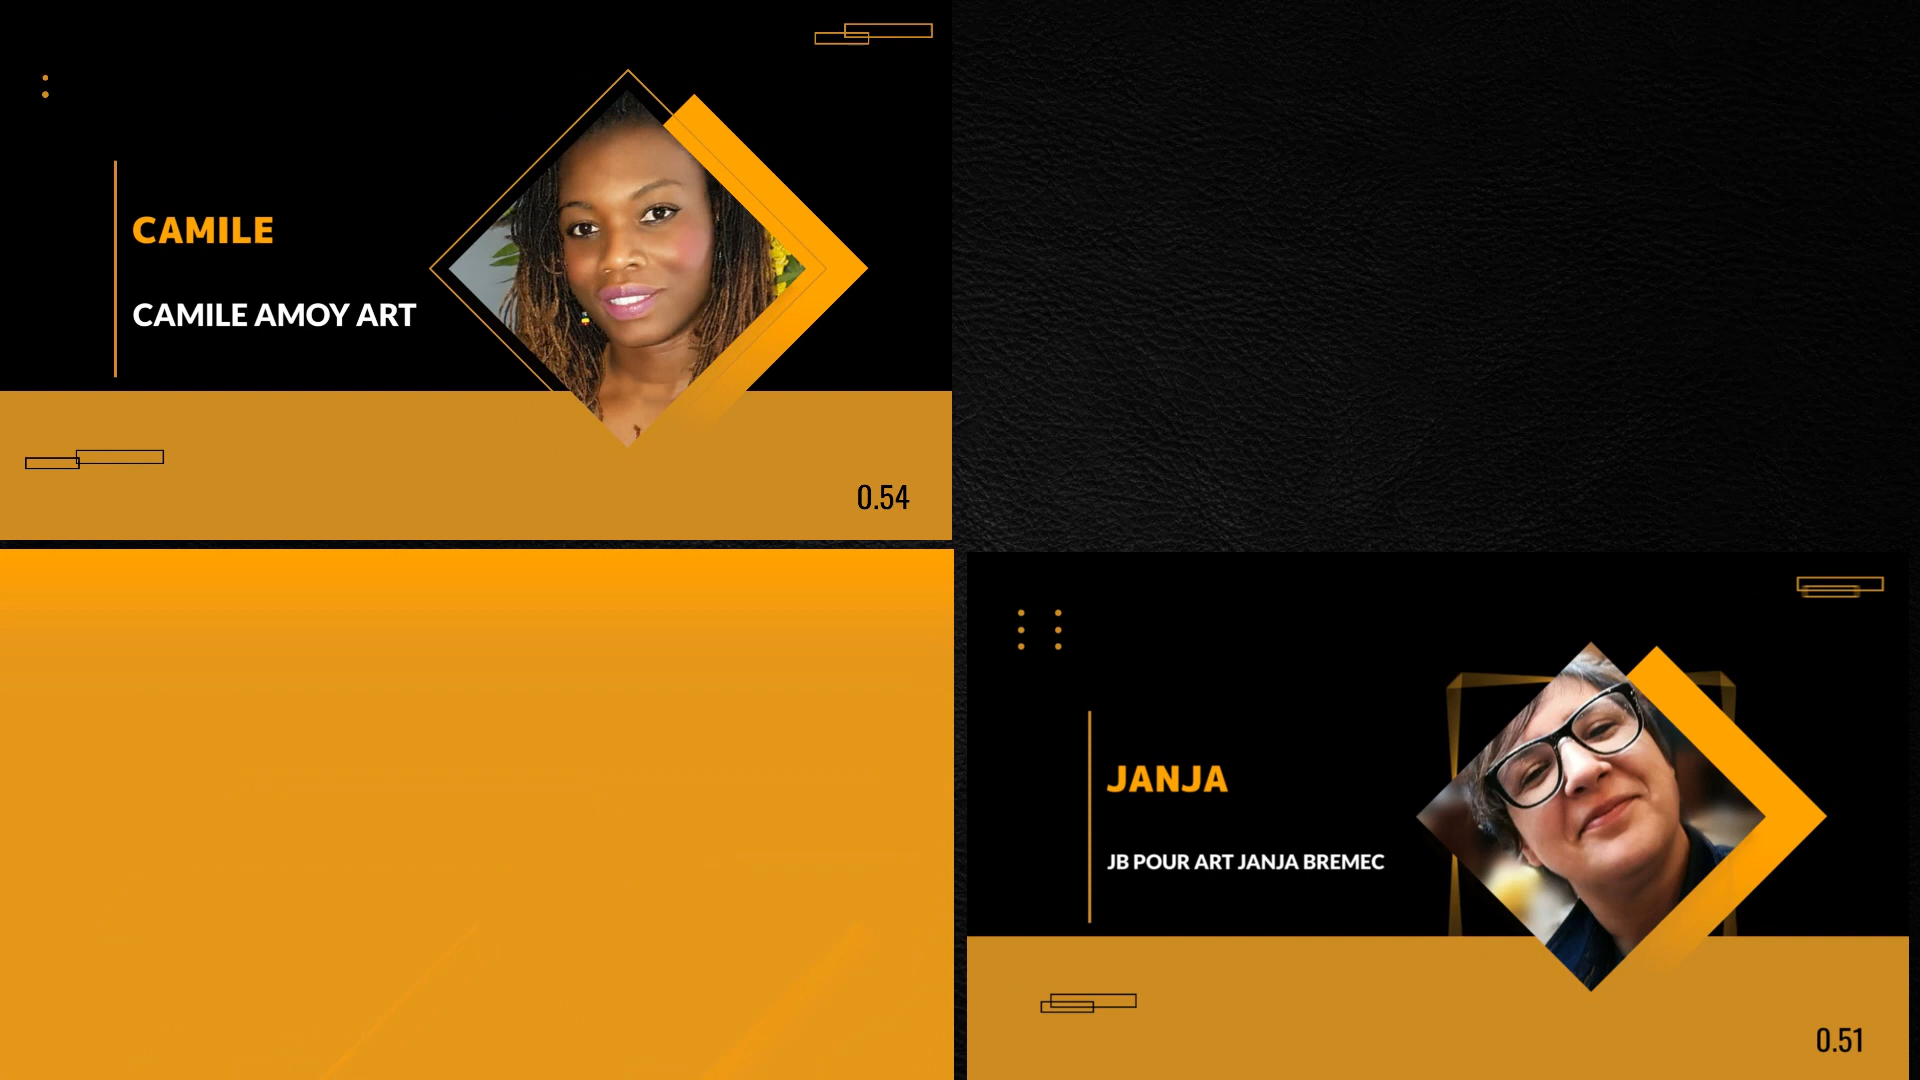 CAMILE
CAMILE AMOY ART
0.54
JANJA
JB POUR ART JANJA BREMEC
0.51